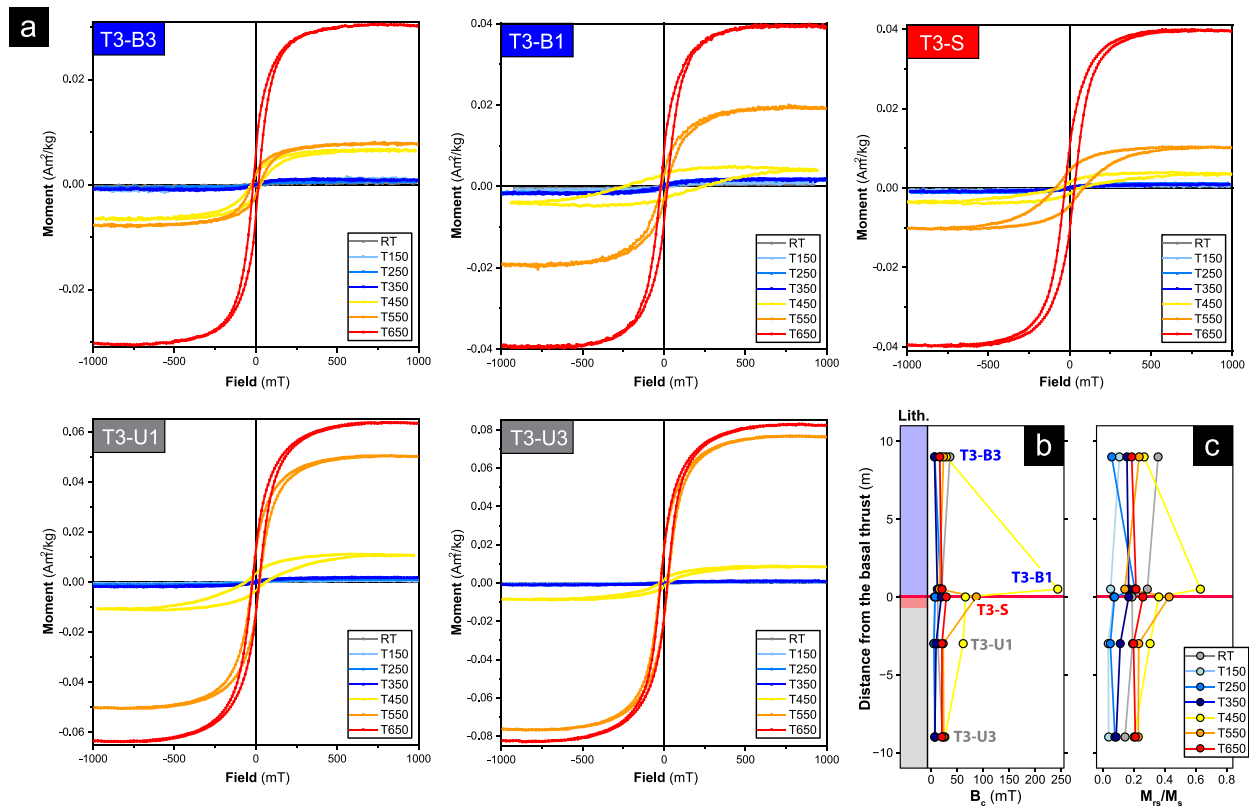 a
T3-B3
0.02
0.00
-0.02
Moment (Am²/kg)
-1000
-500
0
500
1000
Field (mT)
RT
T150
T250
T350
T450
T550
T650
T3-B1
0.04
0.02
0.00
-0.02
-0.04
Moment (Am²/kg)
-1000
-500
0
500
1000
Field (mT)
RT
T150
T250
T350
T450
T550
T650
T3-S
0.04
0.02
0.00
-0.02
-0.04
Moment (Am²/kg)
-1000
-500
0
500
1000
Field (mT)
RT
T150
T250
T350
T450
T550
T650
T3-U1
0.06
0.04
0.02
0.00
-0.02
-0.04
-0.06
Moment (Am²/kg)
-1000
-500
0
500
1000
Field (mT)
RT
T150
T250
T350
T450
T550
T650
T3-U3
0.08
0.06
0.04
0.02
0.00
-0.02
-0.04
-0.06
-0.08
Moment (Am²/kg)
-1000
-500
0
500
1000
Field (mT)
RT
T150
T250
T350
T450
T550
T650
Lith.
b
10
5
0
−5
−10
Distance from the basal thrust (m)
T3-B3
T3-B1
T3-S
T3-U1
T3-U3
0
50
100
150
200
250
Bc (mT)
c
RT
T150
T250
T350
T450
T550
T650
0.0
0.2
0.4
0.6
0.8
Mrs/Ms